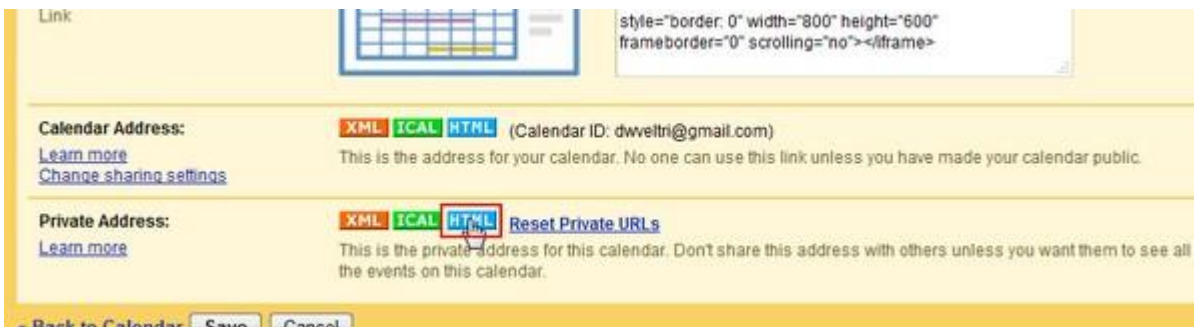 Link
style="border: 0" width="800" height="600"
frameborder="0" scrolling="no"></iframe>
Calendar Address:
XML ICAL HTML (Calendar ID: dwveltri@gmail.com)
Learn more
This is the address for your calendar. No one can use this link unless you have made your calendar public.
Change sharing settings
Private Address:
XML ICAL HTML Reset Private URLs
Learn more
This is the private address for this calendar. Don't share this address with others unless you want them to see all
the events on this calendar.
« Back to Calendar Save Cancel